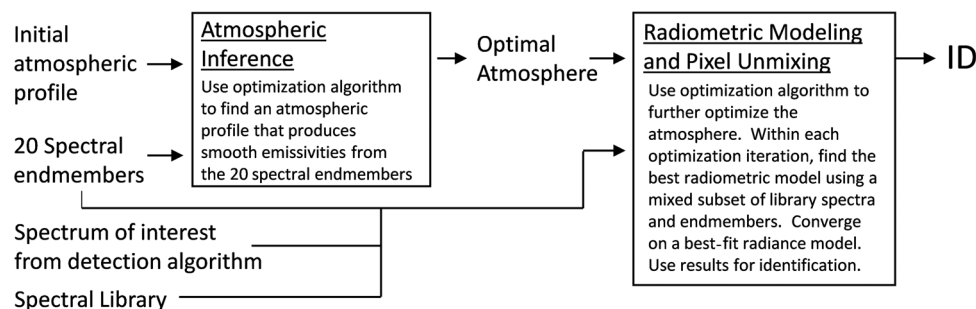 Initial
atmospheric
profile
20 Spectral
endmembers
Spectrum of interest
from detection algorithm
Spectral Library
Atmospheric
Inference
Use optimization algorithm
to find an atmospheric
profile that produces
smooth emissivities from
the 20 spectral endmembers
Optimal
Atmosphere
Radiometric Modeling
and Pixel Unmixing
Use optimization algorithm to
further optimize the
atmosphere. Within each
optimization iteration, find the
best radiometric model using a
mixed subset of library spectra
and endmembers. Converge
on a best-fit radiance model.
Use results for identification.
ID